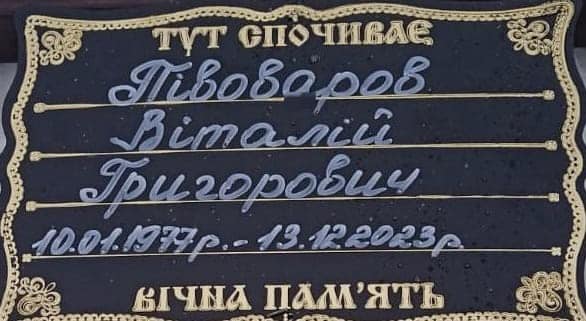 ТУТ СПОЧИВАЄ
Півоваров
Віталій
Григорович
10.01.1977р. - 13.12.2023р.
ВІЧНА ПАМ'ЯТЬ